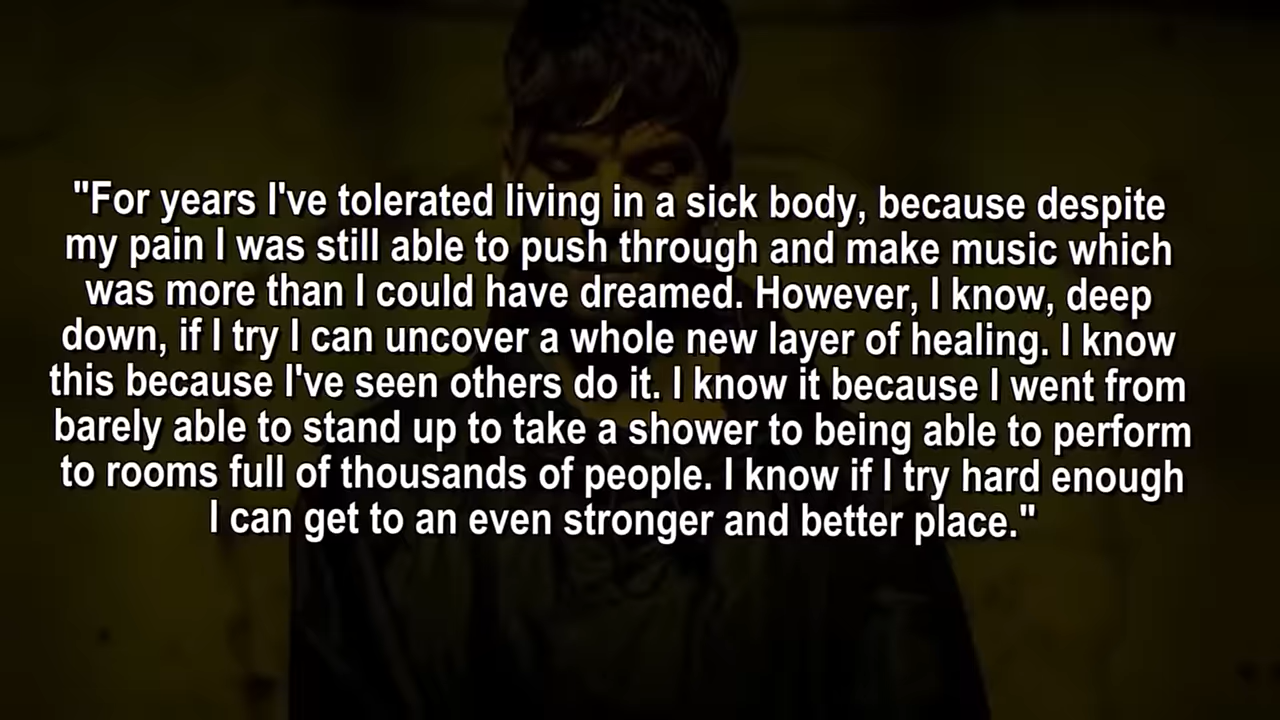 "For years I've tolerated living in a sick body, because despite
my pain I was still able to push through and make music which
was more than I could have dreamed. However, I know, deep
down, if I try I can uncover a whole new layer of healing. I know
this because I've seen others do it. I know it because I went from
barely able to stand up to take a shower to being able to perform
to rooms full of thousands of people. I know if I try hard enough
I can get to an even stronger and better place."